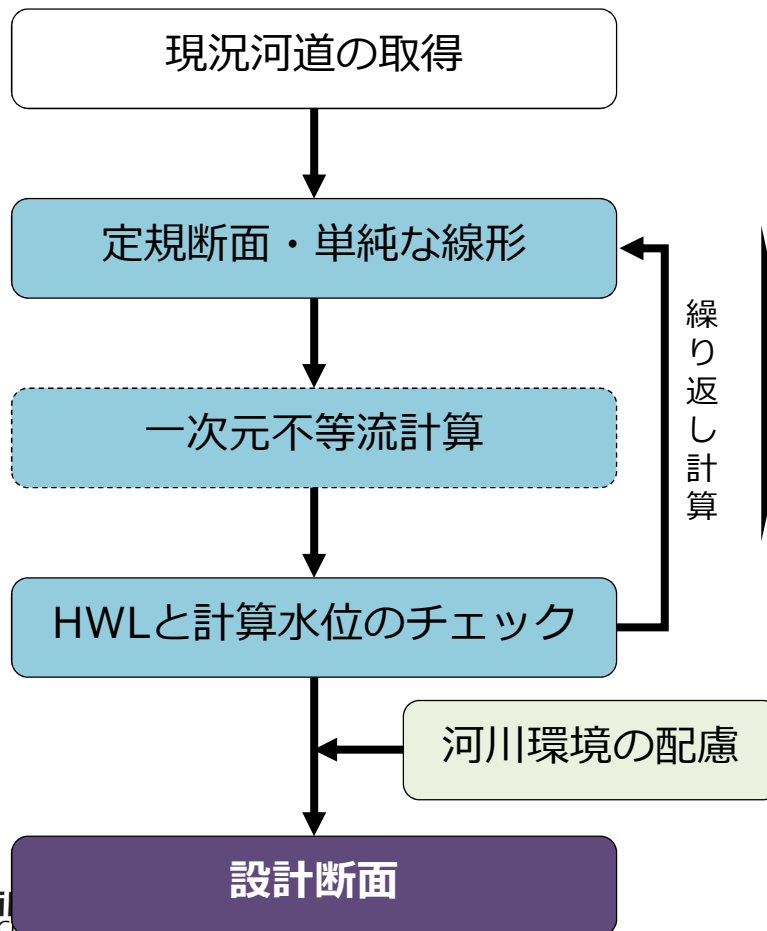 現況河道の取得
定規断面・単純な線形
繰り返し計算
一次元不等流計算
HWLと計算水位のチェック
河川環境の配慮
設計断面